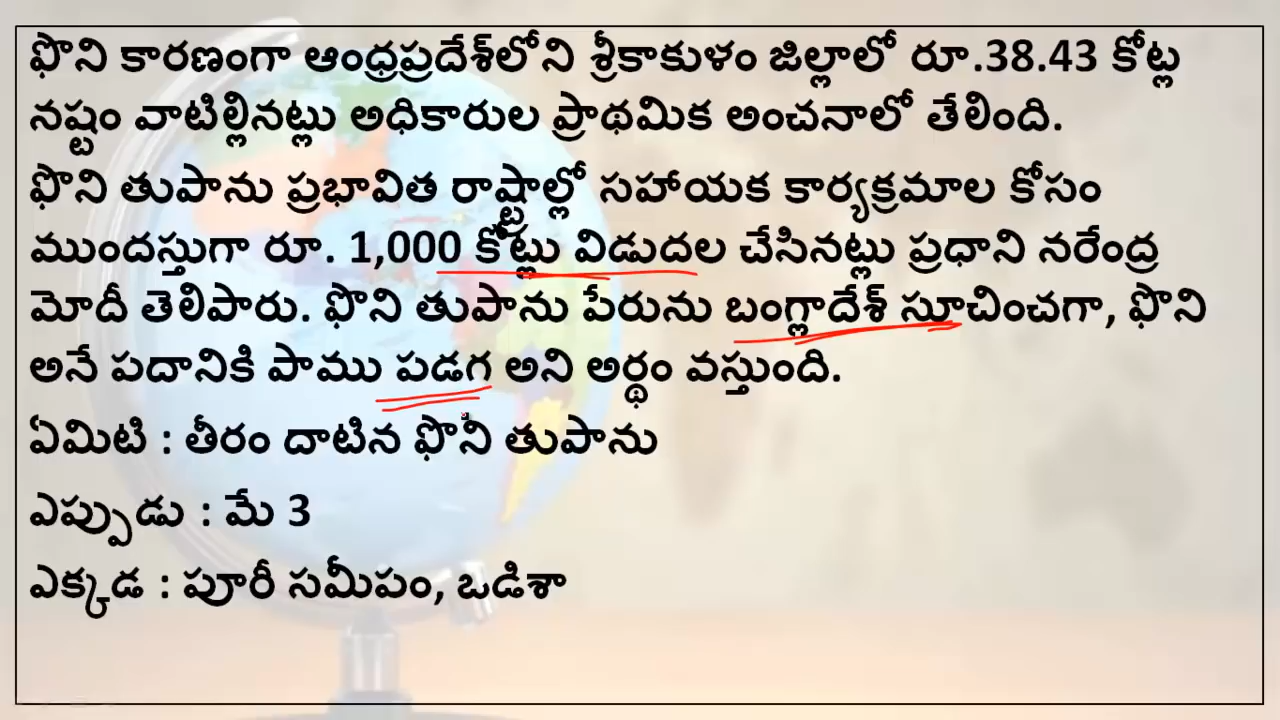 ఫొని కారణంగా ఆంధ్రప్రదేశ్‌లోని శ్రీకాకుళం జిల్లాలో రూ.38.43 కోట్ల
నష్టం వాటిల్లినట్లు అధికారుల ప్రాథమిక అంచనాలో తేలింది.
ఫొని తుపాను ప్రభావిత రాష్ట్రాల్లో సహాయక కార్యక్రమాల కోసం
ముందస్తుగా రూ. 1,000 కోట్లు విడుదల చేసినట్లు ప్రధాని నరేంద్ర
మోదీ తెలిపారు. ఫొని తుపాను పేరును బంగ్లాదేశ్ సూచించగా, ఫొని
అనే పదానికి పాము పడగ అని అర్థం వస్తుంది.
ఏమిటి : తీరం దాటిన ఫొని తుపాను
ఎప్పుడు : మే 3
ఎక్కడ : పూరీ సమీపం, ఒడిశా